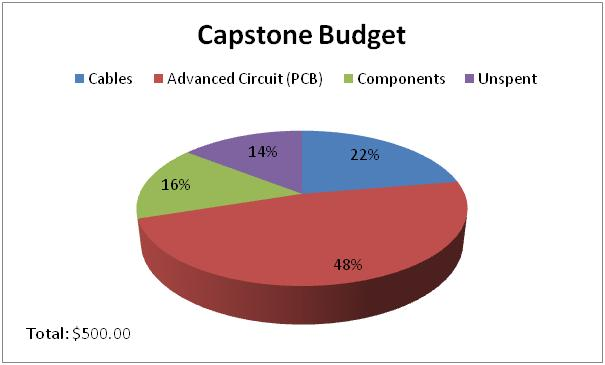 Capstone Budget
Cables Advanced Circuit (PCB) Components Unspent
14% 22%
16%
48%
Total: $500.00